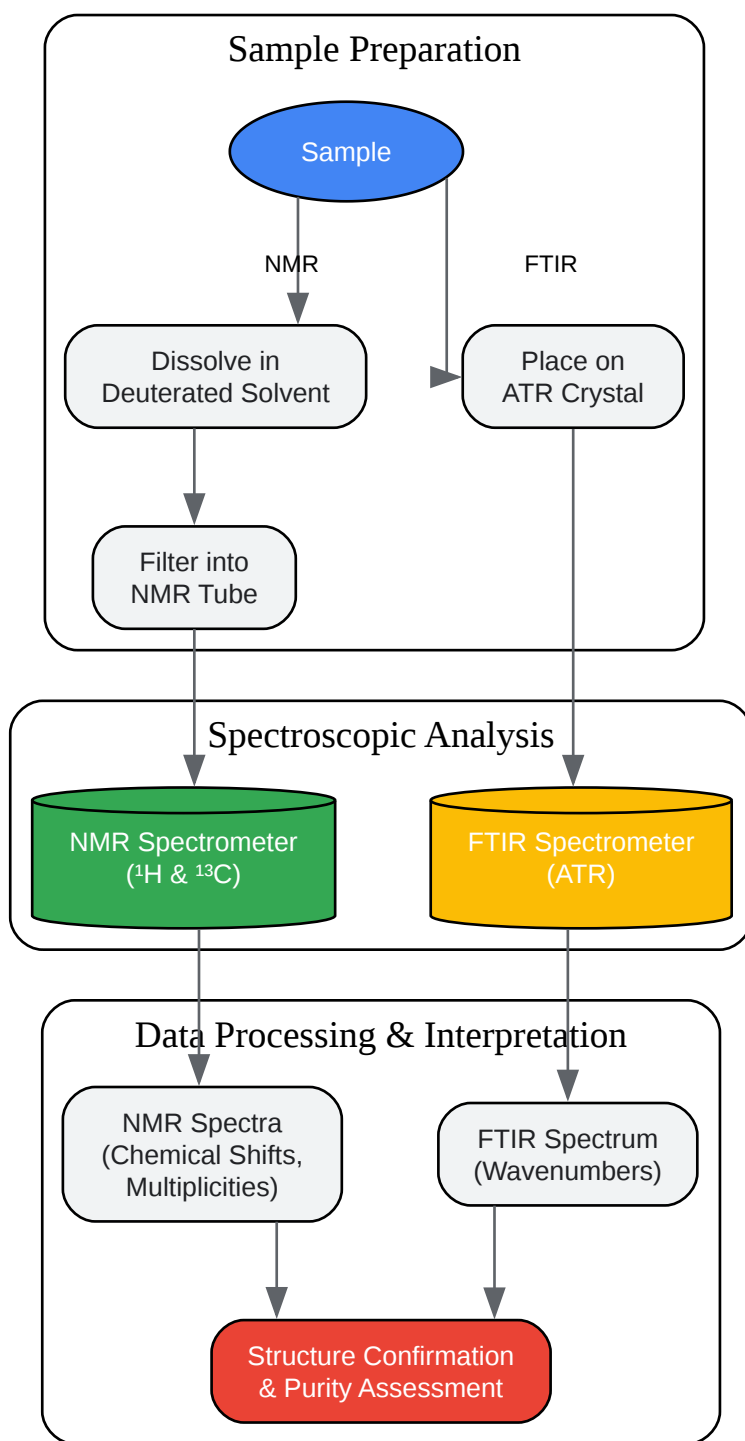 Sample Preparation
Sample
NMR
FTIR
Dissolve in
Deuterated Solvent
Place on
ATR Crystal
Filter into
NMR Tube
Spectroscopic Analysis
NMR Spectrometer
(¹H & ¹³C)
FTIR Spectrometer
(ATR)
Data Processing & Interpretation
NMR Spectra
(Chemical Shifts,
Multiplicities)
FTIR Spectrum
(Wavenumbers)
Structure Confirmation
& Purity Assessment